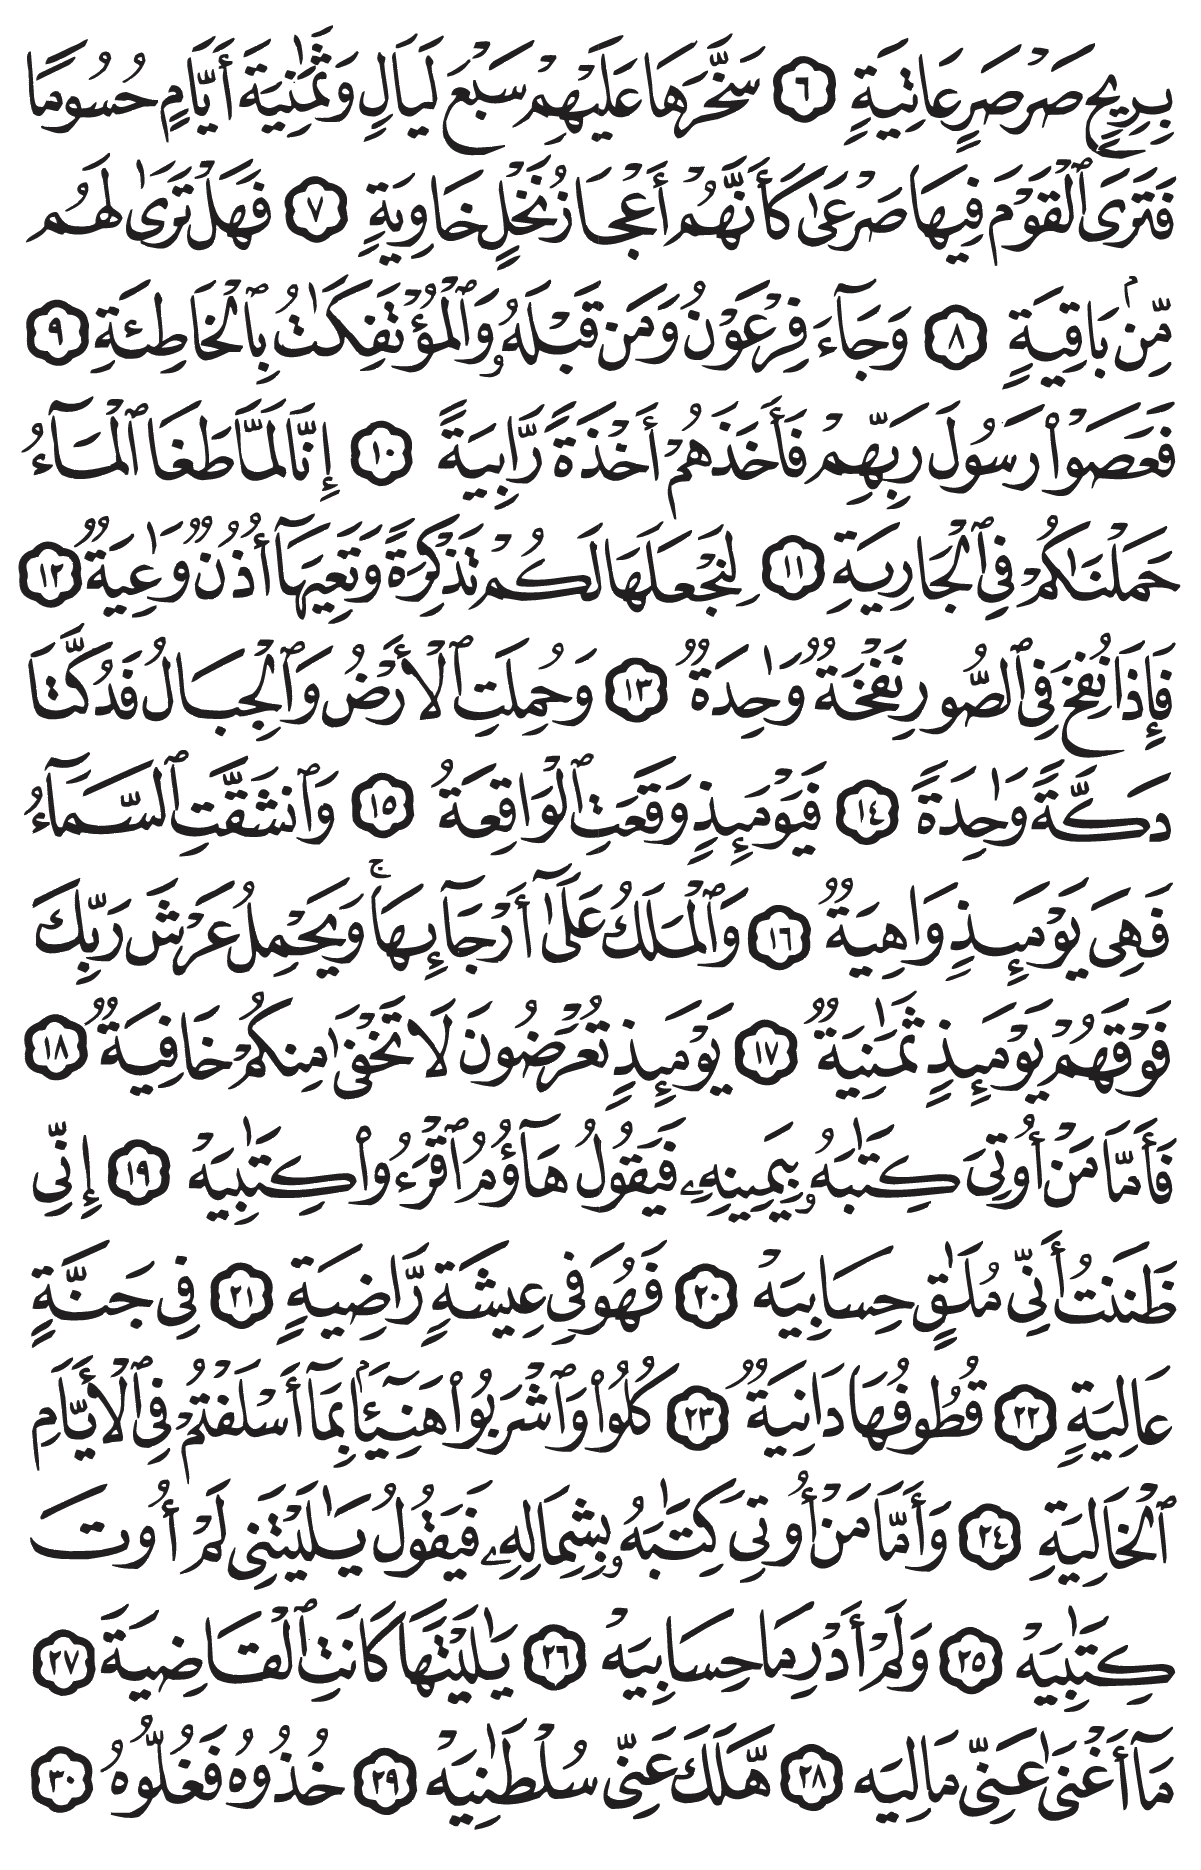 بِرِيحٍ صَرْصَرٍ عَاتِيَةٍ ٦ سَخَّرَهَا عَلَيْهِمْ سَبْعَ لَيَالٍ وَثَمَٰنِيَةَ أَيَّامٍ حُسُومًا
فَتَرَى ٱلْقَوْمَ فِيهَا صَرْعَىٰ كَأَنَّهُمْ أَعْجَازُ نَخْلٍ خَاوِيَةٍ ٧ فَهَلْ تَرَىٰ لَهُم
مِّنۢ بَاقِيَةٍ ٨ وَجَآءَ فِرْعَوْنُ وَمَن قَبْلَهُۥ وَٱلْمُؤْتَفِكَٰتُ بِٱلْخَاطِئَةِ ٩
فَعَصَوْا۟ رَسُولَ رَبِّهِمْ فَأَخَذَهُمْ أَخْذَةً رَّابِيَةً ١٠ إِنَّا لَمَّا طَغَا ٱلْمَآءُ
حَمَلْنَٰكُمْ فِى ٱلْجَارِيَةِ ١١ لِنَجْعَلَهَا لَكُمْ تَذْكِرَةً وَتَعِيَهَآ أُذُنٌ وَٰعِيَةٌ ١٢
فَإِذَا نُفِخَ فِى ٱلصُّورِ نَفْخَةٌ وَٰحِدَةٌ ١٣ وَحُمِلَتِ ٱلْأَرْضُ وَٱلْجِبَالُ فَدُكَّتَا
دَكَّةً وَٰحِدَةً ١٤ فَيَوْمَئِذٍ وَقَعَتِ ٱلْوَاقِعَةُ ١٥ وَٱنشَقَّتِ ٱلسَّمَآءُ
فَهِىَ يَوْمَئِذٍ وَاهِيَةٌ ١٦ وَٱلْمَلَكُ عَلَىٰٓ أَرْجَآئِهَا ۚ وَيَحْمِلُ عَرْشَ رَبِّكَ
فَوْقَهُمْ يَوْمَئِذٍ ثَمَٰنِيَةٌ ١٧ يَوْمَئِذٍ تُعْرَضُونَ لَا تَخْفَىٰ مِنكُمْ خَافِيَةٌ ١٨
فَأَمَّا مَنْ أُوتِىَ كِتَٰبَهُۥ بِيَمِينِهِۦ فَيَقُولُ هَآؤُمُ ٱقْرَءُوا۟ كِتَٰبِيَهْ ١٩ إِنِّى
ظَنَنتُ أَنِّى مُلَٰقٍ حِسَابِيَهْ ٢٠ فَهُوَ فِى عِيشَةٍ رَّاضِيَةٍ ٢١ فِى جَنَّةٍ
عَالِيَةٍ ٢٢ قُطُوفُهَا دَانِيَةٌ ٢٣ كُلُوا۟ وَٱشْرَبُوا۟ هَنِيٓـًٔۢا بِمَآ أَسْلَفْتُمْ فِى ٱلْأَيَّامِ
ٱلْخَالِيَةِ ٢٤ وَأَمَّا مَنْ أُوتِىَ كِتَٰبَهُۥ بِشِمَالِهِۦ فَيَقُولُ يَٰلَيْتَنِى لَمْ أُوتَ
كِتَٰبِيَهْ ٢٥ وَلَمْ أَدْرِ مَا حِسَابِيَهْ ٢٦ يَٰلَيْتَهَا كَانَتِ ٱلْقَاضِيَةَ ٢٧
مَآ أَغْنَىٰ عَنِّى مَالِيَهْ ٢٨ هَّلَكَ عَنِّى سُلْطَٰنِيَهْ ٢٩ خُذُوهُ فَغُلُّوهُ ٣٠